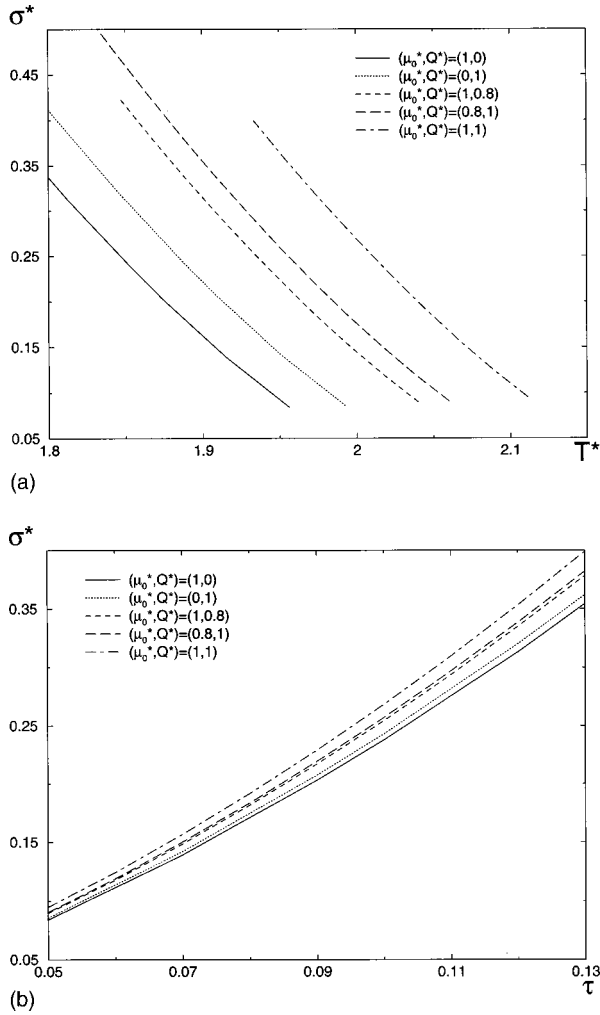 σ*
0.45
0.35
0.25
0.15
0.05
(μ₀*,Q*)=(1,0)
(μ₀*,Q*)=(0,1)
(μ₀*,Q*)=(1,0.8)
(μ₀*,Q*)=(0.8,1)
(μ₀*,Q*)=(1,1)
1.8 1.9 2 2.1 T*
(a)
σ*
0.35
0.25
0.15
0.05
(μ₀*,Q*)=(1,0)
(μ₀*,Q*)=(0,1)
(μ₀*,Q*)=(1,0.8)
(μ₀*,Q*)=(0.8,1)
(μ₀*,Q*)=(1,1)
0.05 0.07 0.09 0.11 0.13
τ
(b)